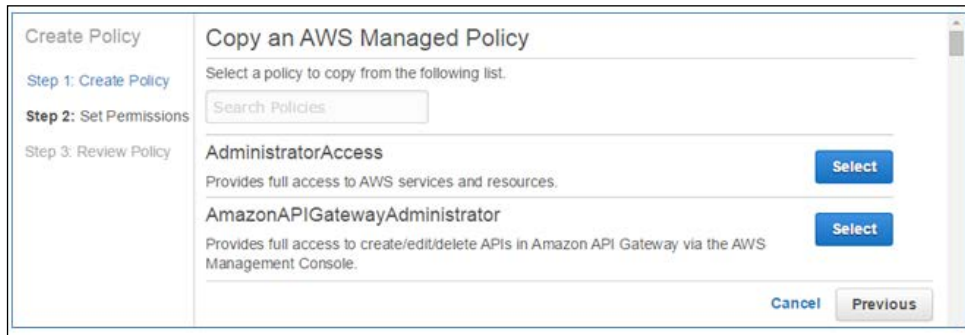 Create Policy
Step 1: Create Policy
Step 2: Set Permissions
Step 3: Review Policy
Copy an AWS Managed Policy
Select a policy to copy from the following list.
Search Policies
AdministratorAccess
Provides full access to AWS services and resources.
Select
AmazonAPIGatewayAdministrator
Provides full access to create/edit/delete APIs in Amazon API Gateway via the AWS
Management Console.
Select
Cancel
Previous